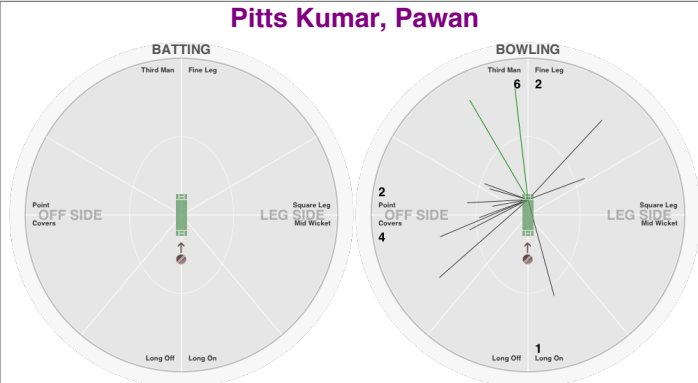 Pitts Kumar, Pawan
BATTING
Third Man Fine Leg
Point
OFF SIDE
Covers
Square Leg
LEG SIDE
Mid Wicket
Long Off Long On
BOWLING
Third Man Fine Leg
6 2
2
Point
OFF SIDE
Covers
4
Square Leg
LEG SIDE
Mid Wicket
1
Long Off Long On